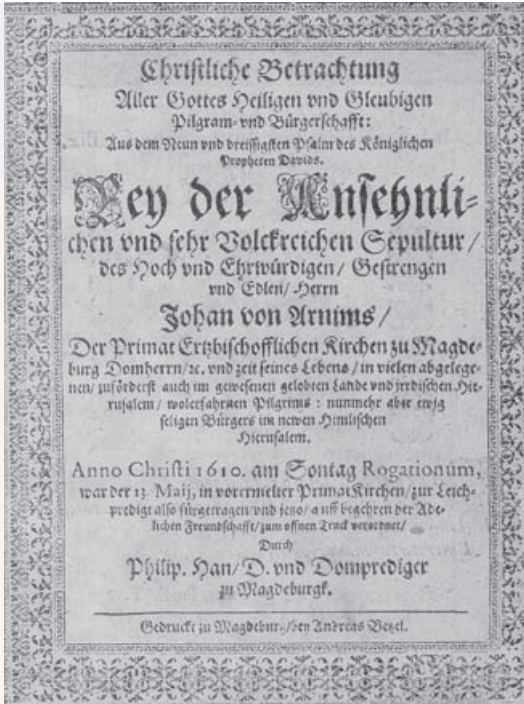 Christliche Betrachtung
Aller Gottes Heiligen vnd Gleubigen
Pilgram- vnd Bürgerschafft:
Aus dem Neun vnd dreissigsten Psalm des Königlichen
Propheten Davids.
Bey der Ansehnli-
chen vnd sehr Volckreichen Sepultur/
des Hoch vnd Ehrwürdigen/ Gestrengen
vnd Edlen/ Herrn
Johan von Arnims/
Der Primat Ertzbischofflichen Kirchen zu Magde-
burg Domherrn/ ꝛc. vnd zeit seines Lebens/ in vielen abgelege-
nen/ zuförderst auch im gewesenen gelobten Lande vnd irrdischen Hie-
rusalem/ wolerfahrnen Pilgrims: nunmehr aber ewig
seligen Bürgers im newen Himlischen
Hierusalem.
Anno Christi 1610. am Sontag Rogationum,
war der 13. Maij, in vorermelter Primat Kirchen/ zur Leich-
predigt also fürgetragen vnd jetzo/ auff begehren der Ade-
lichen Freundschafft/ zum offnen Druck verordnet/
Durch
Philip. Han/ D. vnd Domprediger
zu Magdeburgk.
Gedruckt zu Magdeburg/ bey Andreas Betzel.